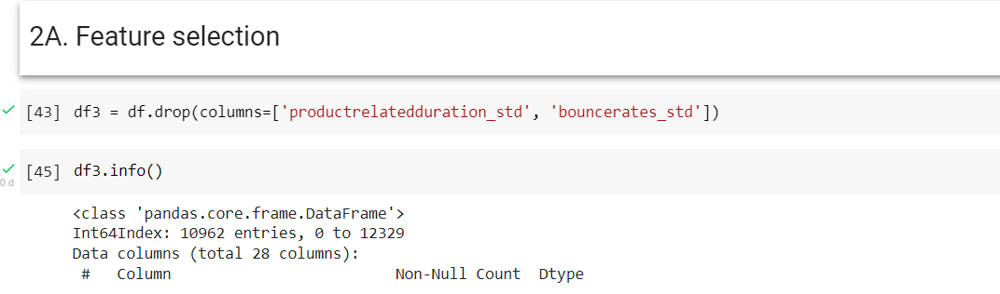 2A. Feature selection
[43] df3 = df.drop(columns=['productrelatedduration_std', 'bouncerates_std'])
[45] df3.info()
0 d
<class 'pandas.core.frame.DataFrame'>
Int64Index: 10962 entries, 0 to 12329
Data columns (total 28 columns):
# Column Non-Null Count Dtype